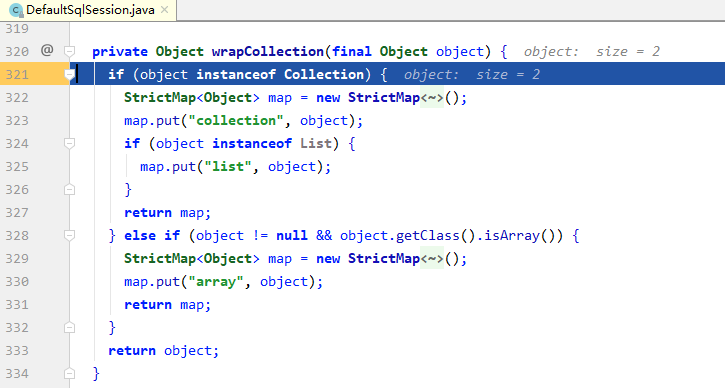 DefaultSqlSession.java ×
319
320 @ private Object wrapCollection(final Object object) { object: size = 2
321 if (object instanceof Collection) { object: size = 2
322 StrictMap<Object> map = new StrictMap<~>();
323 map.put("collection", object);
324 if (object instanceof List) {
325 map.put("list", object);
326 }
327 return map;
328 } else if (object != null && object.getClass().isArray()) {
329 StrictMap<Object> map = new StrictMap<~>();
330 map.put("array", object);
331 return map;
332 }
333 return object;
334 }